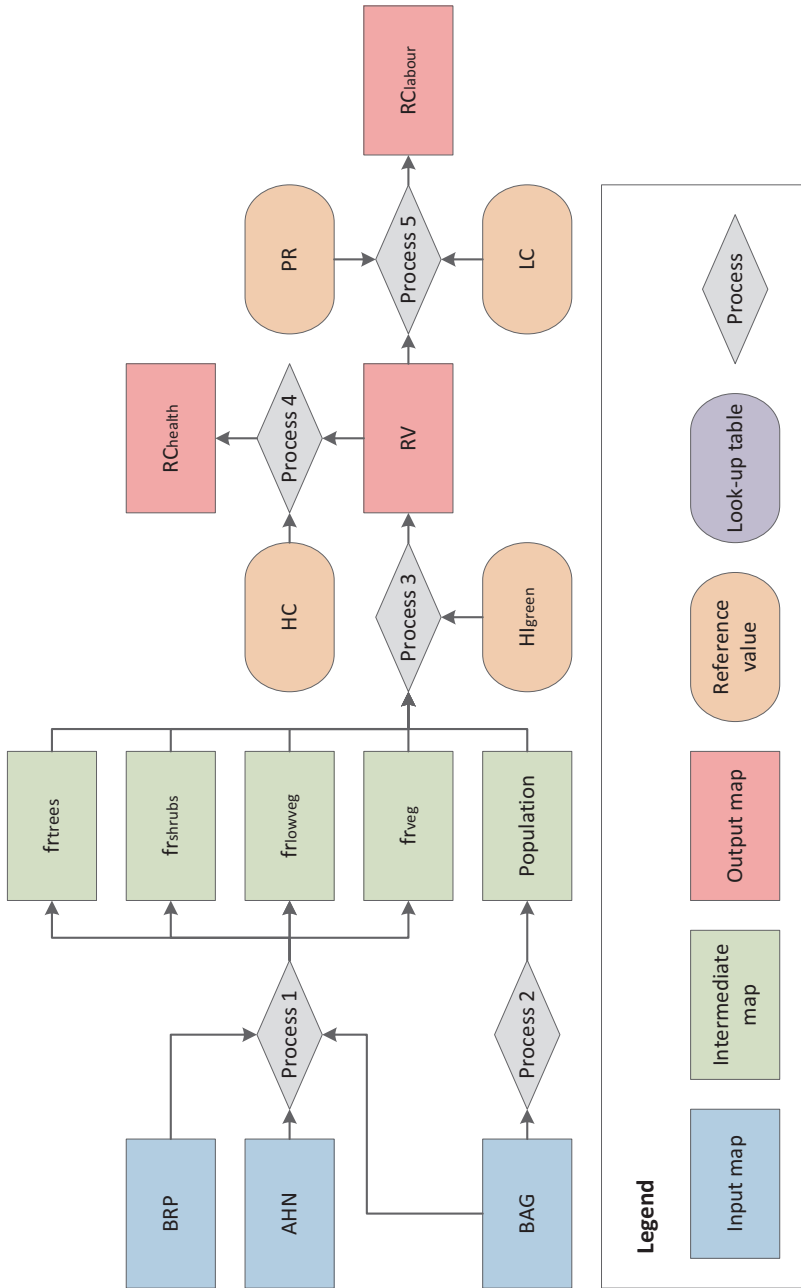 BRP
AHN
BAG
Process 1
Process 2
frtrees
frshrubs
frlowveg
frveg
Population
HC
Process 3
HIgreen
RChealth
Process 4
RV
PR
Process 5
LC
RClabour
Legend
Input map
Intermediate
map
Output map
Reference
value
Look-up table
Process